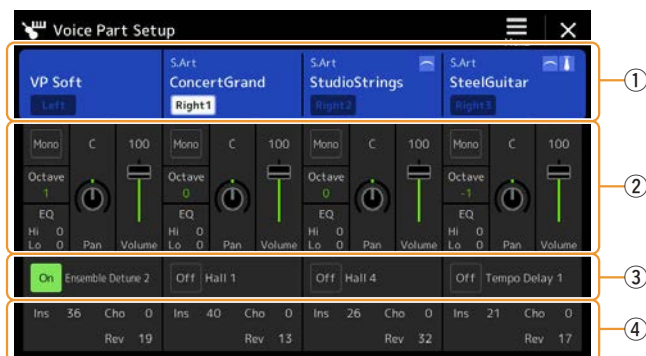 Voice Part Setup
S.Art S.Art S.Art
VP Soft ConcertGrand StudioStrings SteelGuitar
Left Right1 Right2 Right3
①
Mono C 100 Mono C 100 Mono C 100 Mono C 100
Octave Octave Octave Octave
1 0 0 -1
②
EQ EQ EQ EQ
Hi 0 Hi 0 Hi 0 Hi 0
Lo 0 Pan Volume Lo 0 Pan Volume Lo 0 Pan Volume Lo 0 Pan Volume
On Ensemble Detune 2 Off Hall 1 Off Hall 4 Off Tempo Delay 1
③
Ins 36 Cho 0 Ins 40 Cho 0 Ins 26 Cho 0 Ins 21 Cho 0
④
Rev 19 Rev 13 Rev 32 Rev 17